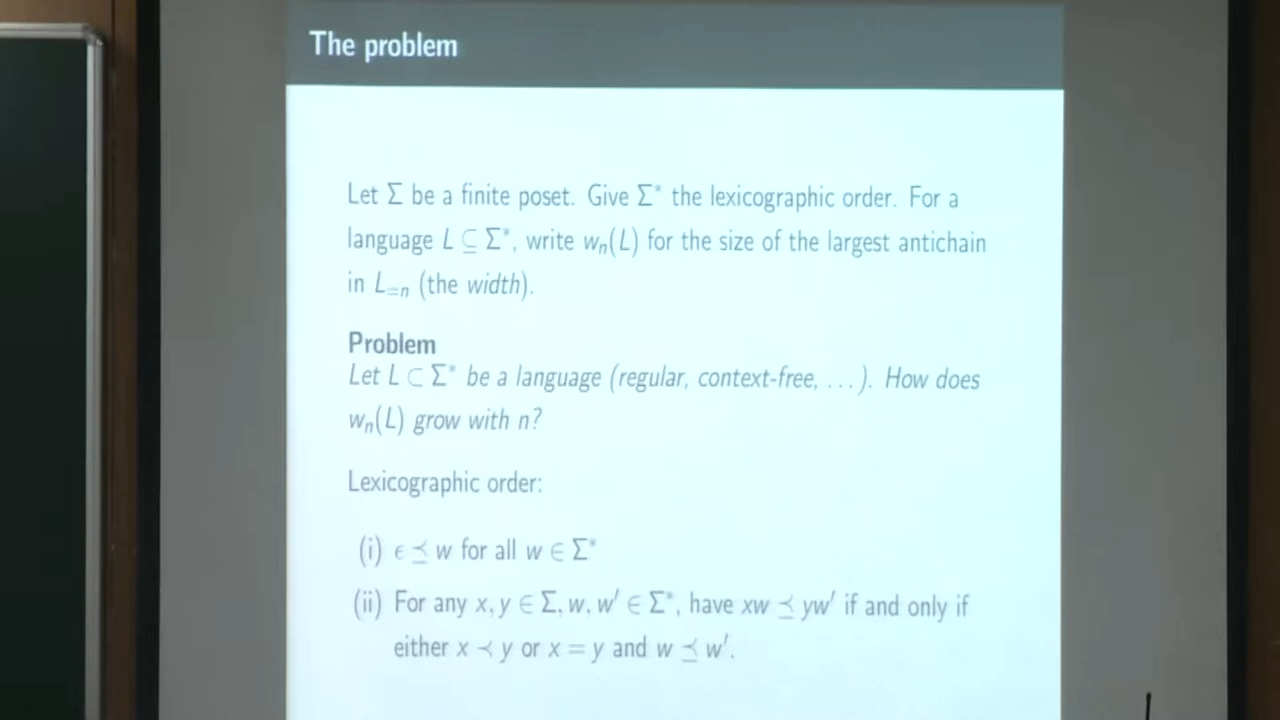 The problem
Let Σ be a finite poset. Give Σ* the lexicographic order. For a
language L ⊆ Σ*, write wₙ(L) for the size of the largest antichain
in L₌ₙ (the width).
Problem
Let L ⊂ Σ* be a language (regular, context-free, ...). How does
wₙ(L) grow with n?
Lexicographic order:
(i) ϵ ⪯ w for all w ∈ Σ*
(ii) For any x, y ∈ Σ, w, w′ ∈ Σ*, have xw ⪯ yw′ if and only if
either x ≺ y or x = y and w ⪯ w′.